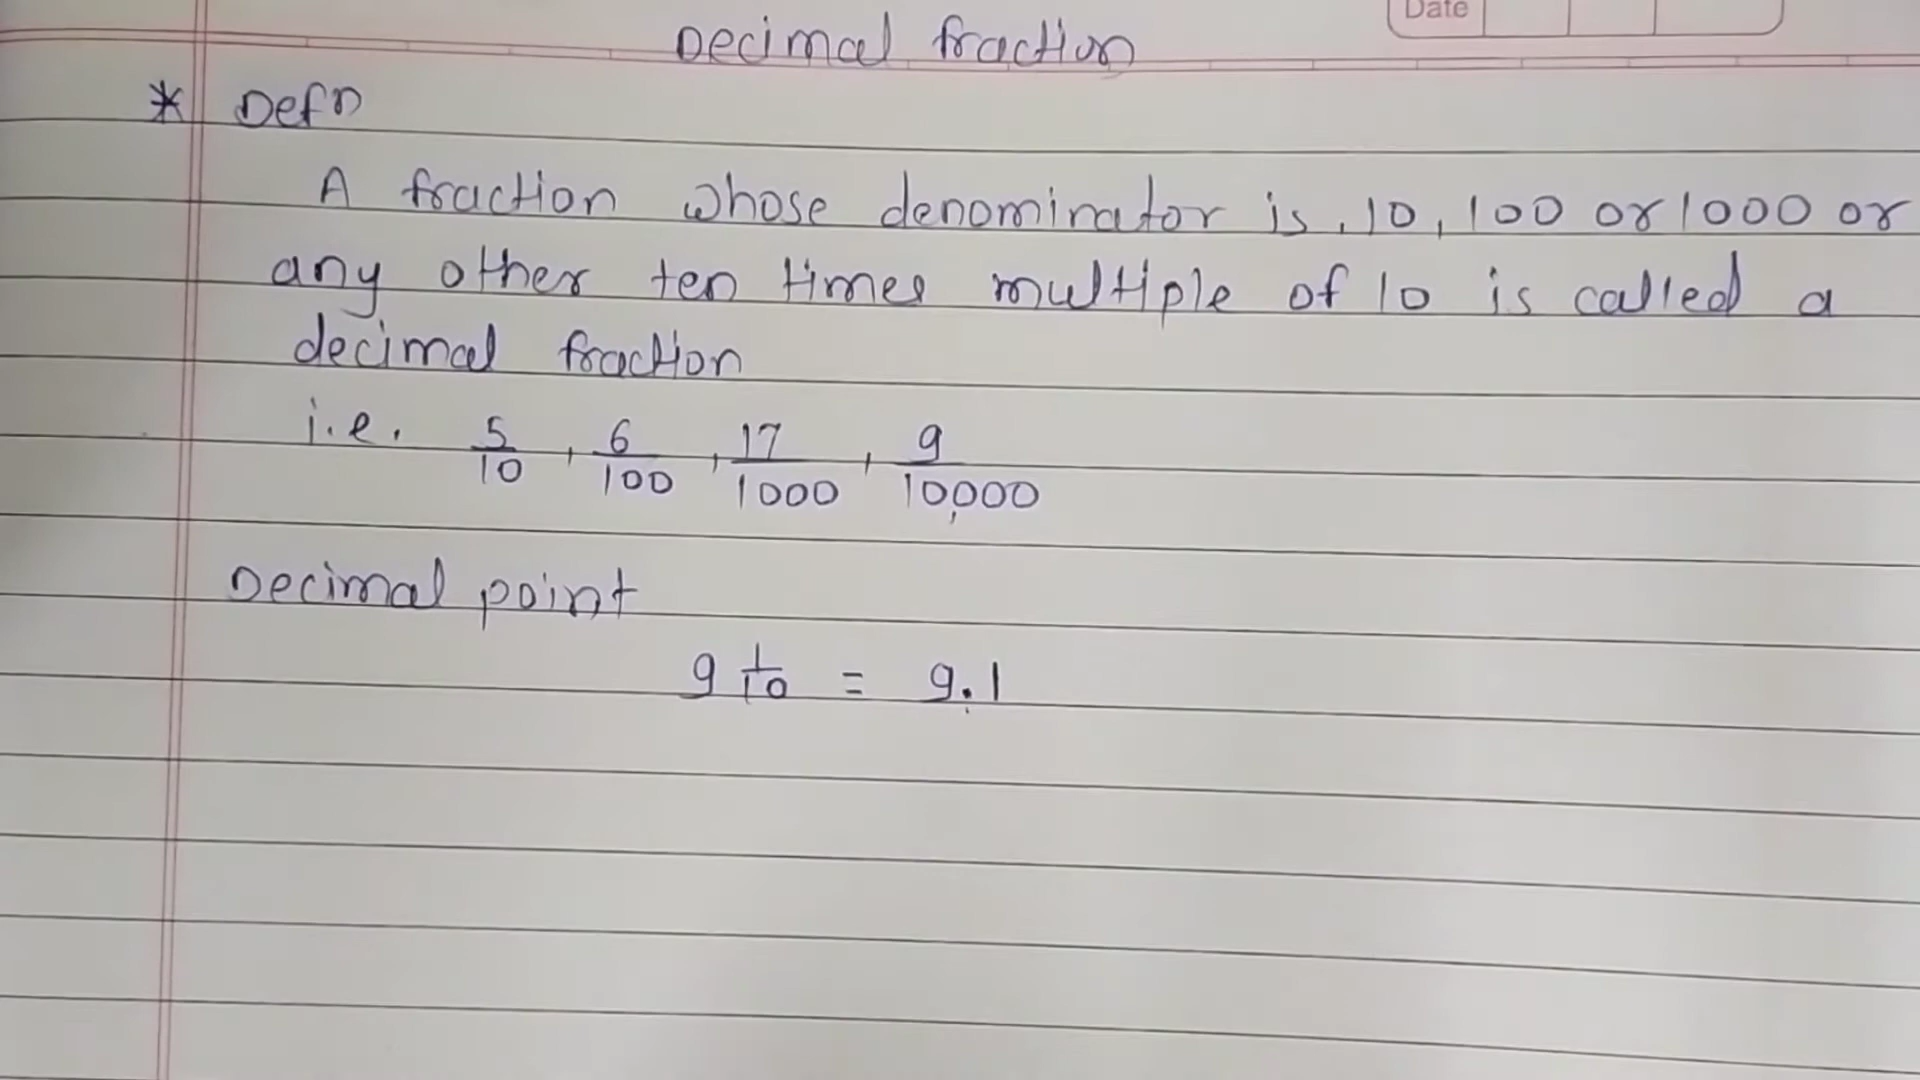 Date
Decimal fraction
* Defn
A fraction whose denominator is, 10, 100 or 1000 or
any other ten times multiple of 10 is called a
decimal fraction
i.e. 5/10, 6/100, 17/1000, 9/10,000
Decimal point
9 1/10 = 9.1